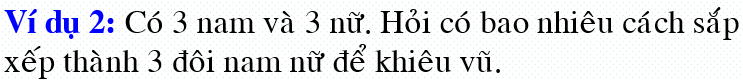 Ví dụ 2: Có 3 nam và 3 nữ. Hỏi có bao nhiêu cách sắp
xếp thành 3 đôi nam nữ để khiêu vũ.